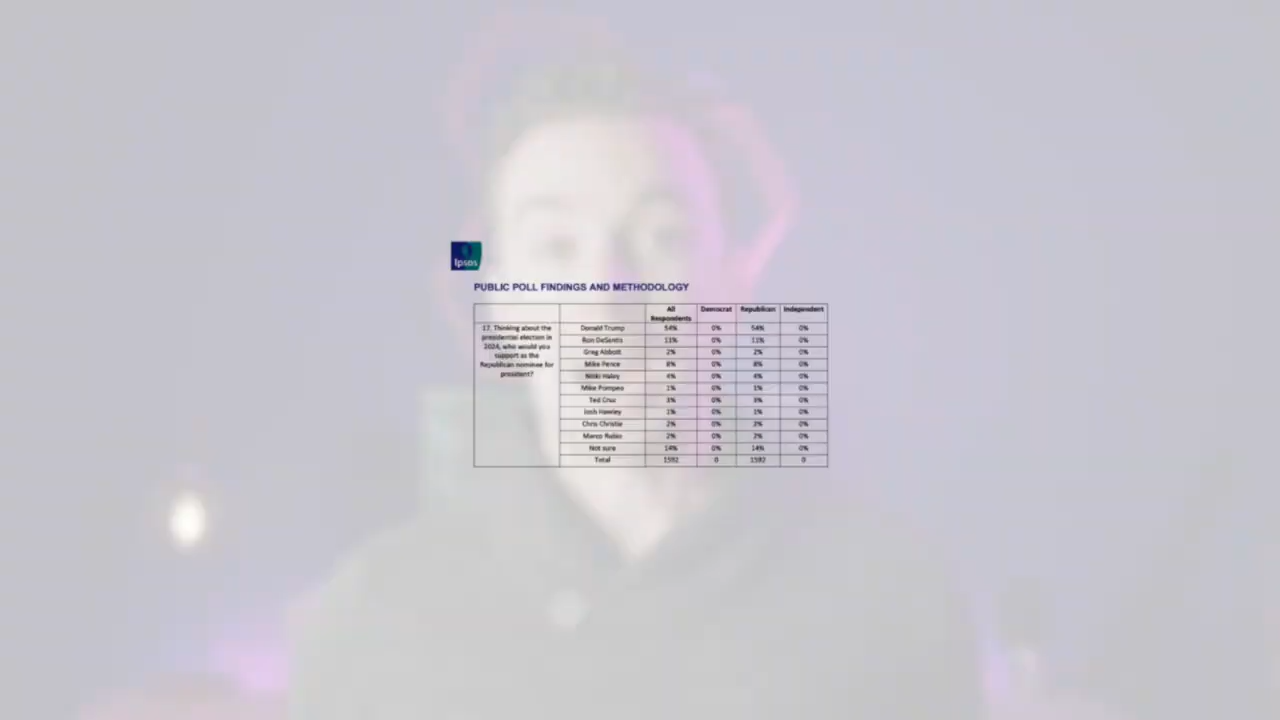 Ipsos
PUBLIC POLL FINDINGS AND METHODOLOGY
All Respondents Democrat Republican Independent
17. Thinking about the
presidential election in
2024, who would you
support as the
Republican nominee for
president?
Donald Trump 54% 0% 54% 0%
Ron DeSantis 11% 0% 11% 0%
Greg Abbott 2% 0% 2% 0%
Mike Pence 8% 0% 8% 0%
Nikki Haley 4% 0% 4% 0%
Mike Pompeo 1% 0% 1% 0%
Ted Cruz 3% 0% 3% 0%
Josh Hawley 1% 0% 1% 0%
Chris Christie 2% 0% 2% 0%
Marco Rubio 2% 0% 2% 0%
Not sure 14% 0% 14% 0%
Total 1592 0 1592 0